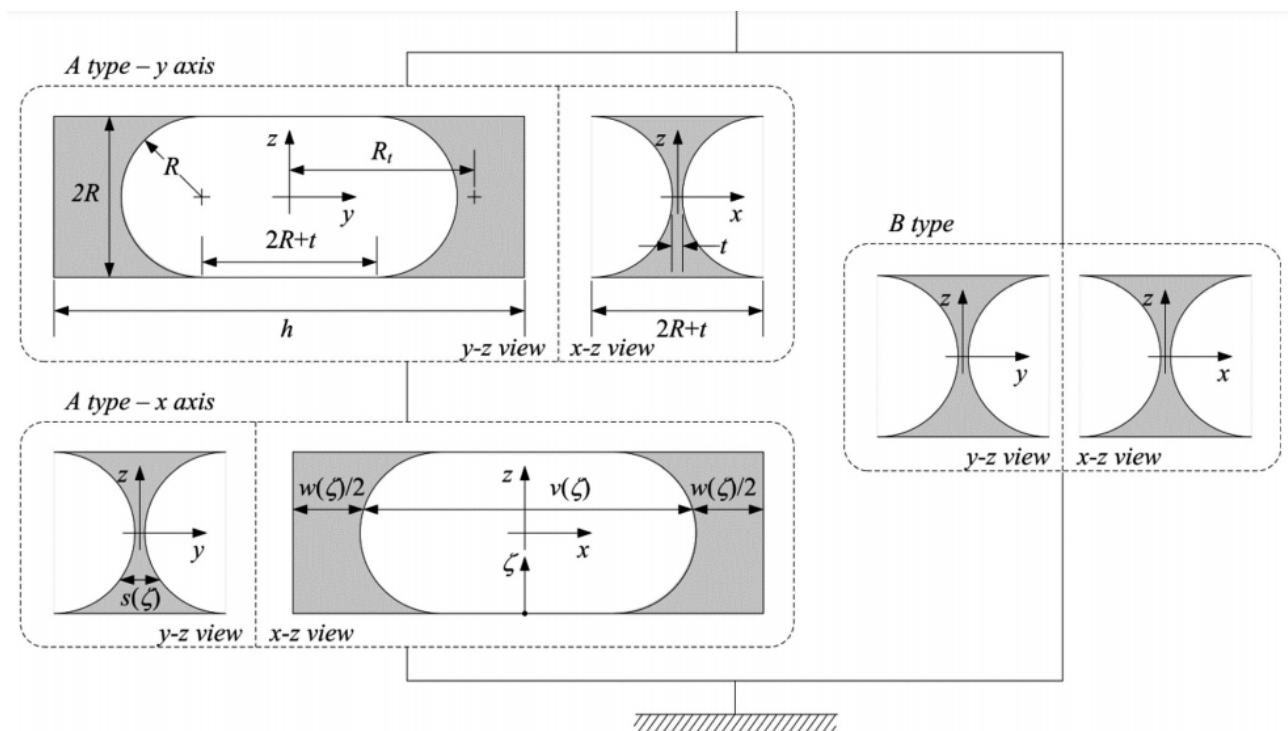 A type – y axis
z
R
R_t
2R
y
2R+t
h
y-z view
z
x
t
2R+t
x-z view
B type
z
y
y-z view
z
x
x-z view
A type – x axis
z
y
s(ζ)
y-z view
w(ζ)/2
v(ζ)
w(ζ)/2
z
x
ζ
x-z view